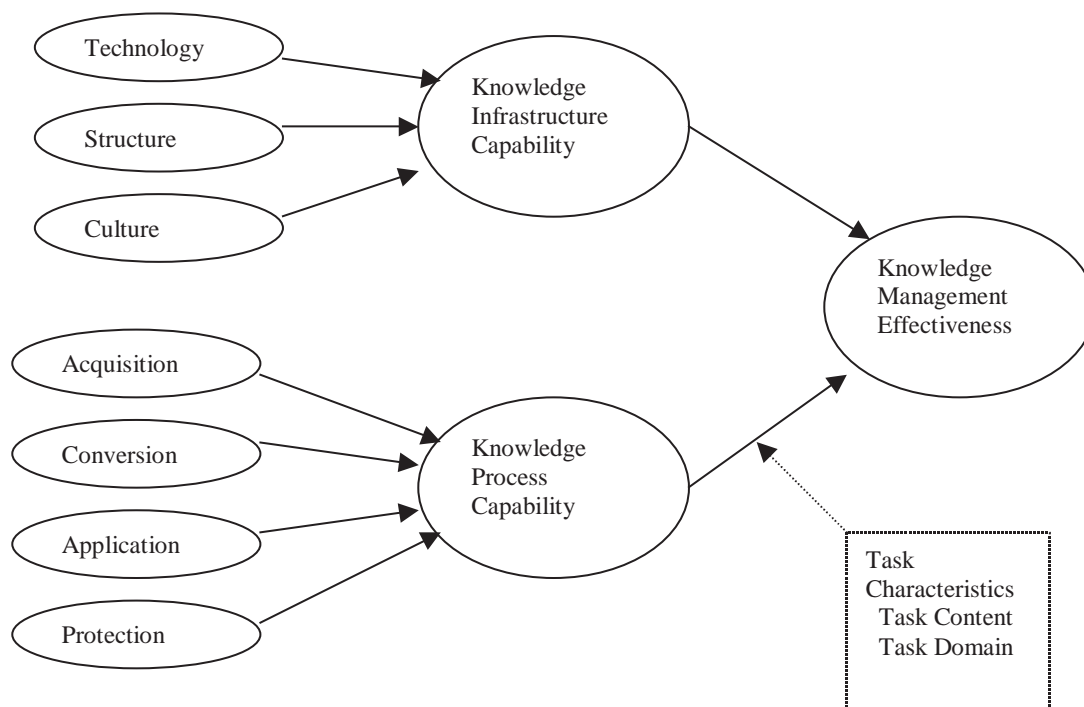 Technology
Structure
Culture
Knowledge
Infrastructure
Capability
Knowledge
Management
Effectiveness
Acquisition
Conversion
Application
Protection
Knowledge
Process
Capability
Task
Characteristics
Task Content
Task Domain